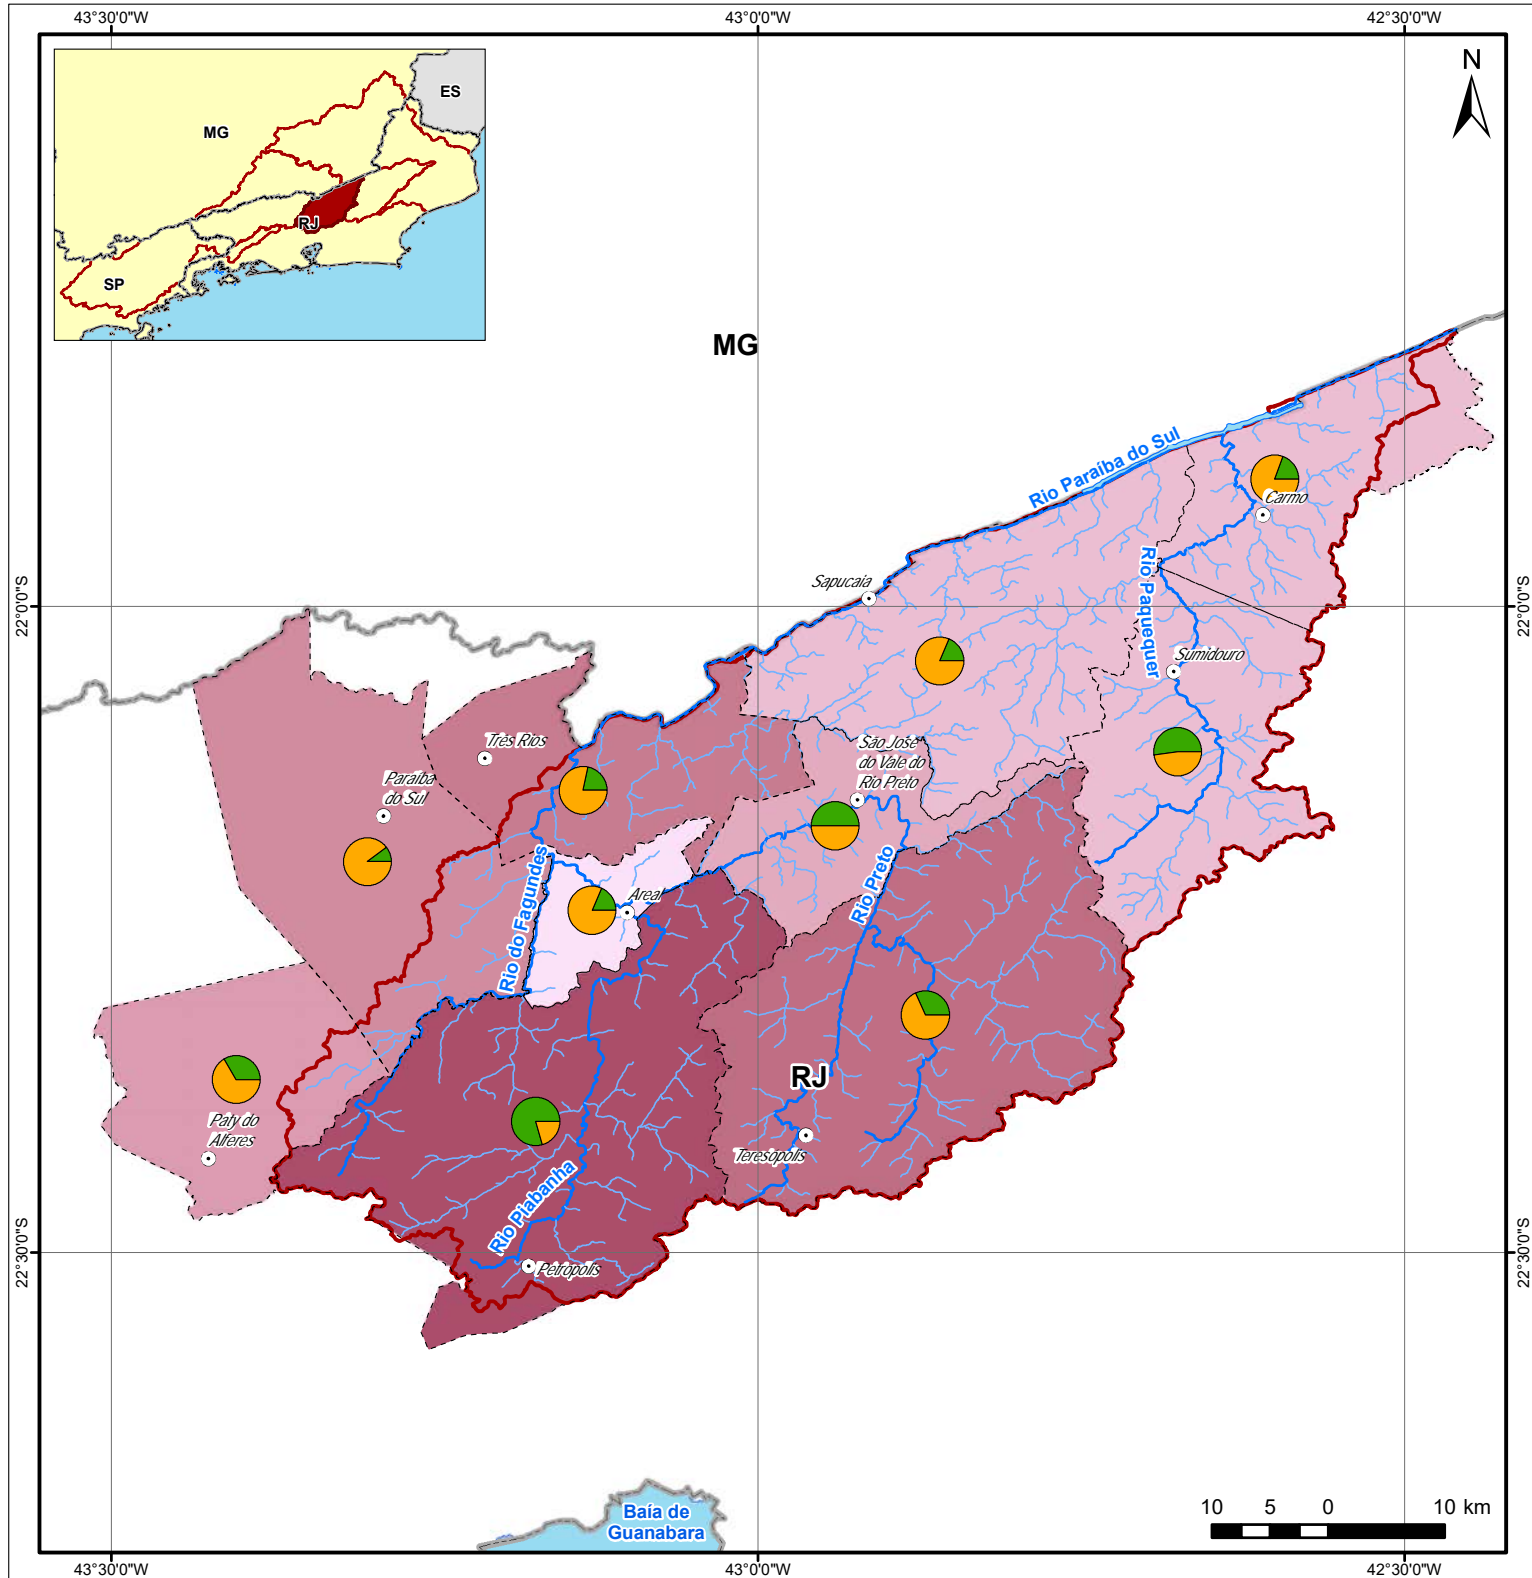 43°30'0"W
43°0'0"W
42°30'0"W
ES
MG
RJ
SP
N
MG
Rio Paraíba do Sul
Carmo
Rio Paquequer
Sapucaia
22°0'0"S
22°0'0"S
Sumidouro
Três Rios
São José
do Vale do
Rio Preto
Paraíba
do Sul
Rio do Fagundes
Areal
Rio Preto
RJ
Paty do
Alferes
Teresópolis
Rio Piabanha
22°30'0"S
22°30'0"S
Petrópolis
Baía de
Guanabara
10 5 0 10 km
43°30'0"W
43°0'0"W
42°30'0"W